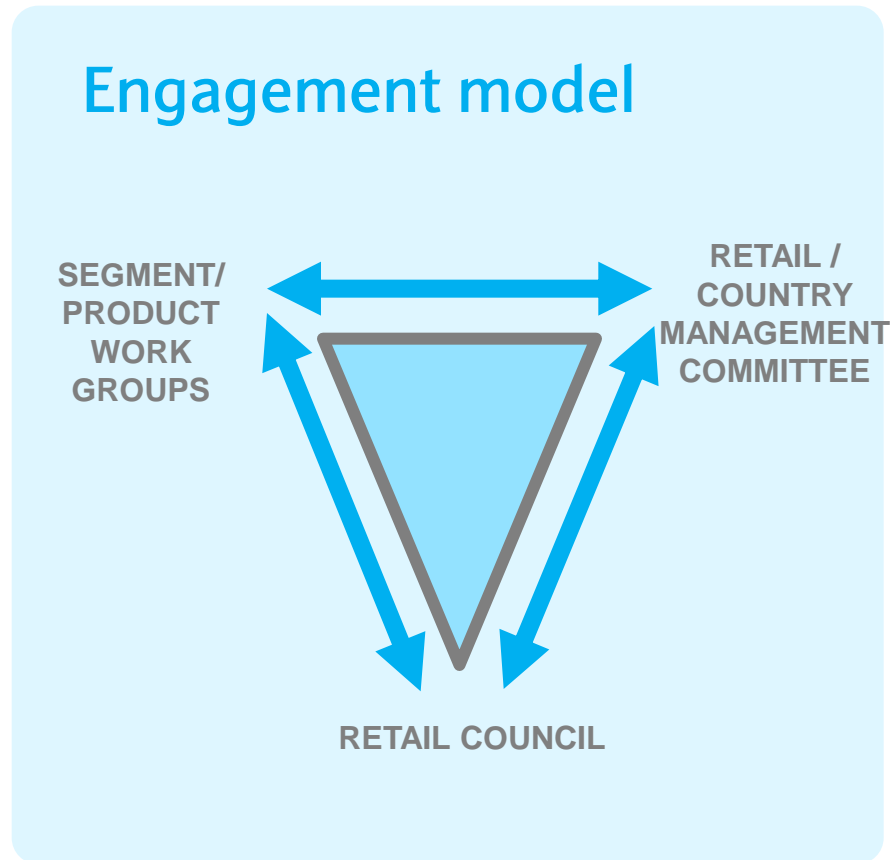 Engagement model
SEGMENT/
PRODUCT
WORK
GROUPS
RETAIL /
COUNTRY
MANAGEMENT
COMMITTEE
RETAIL COUNCIL